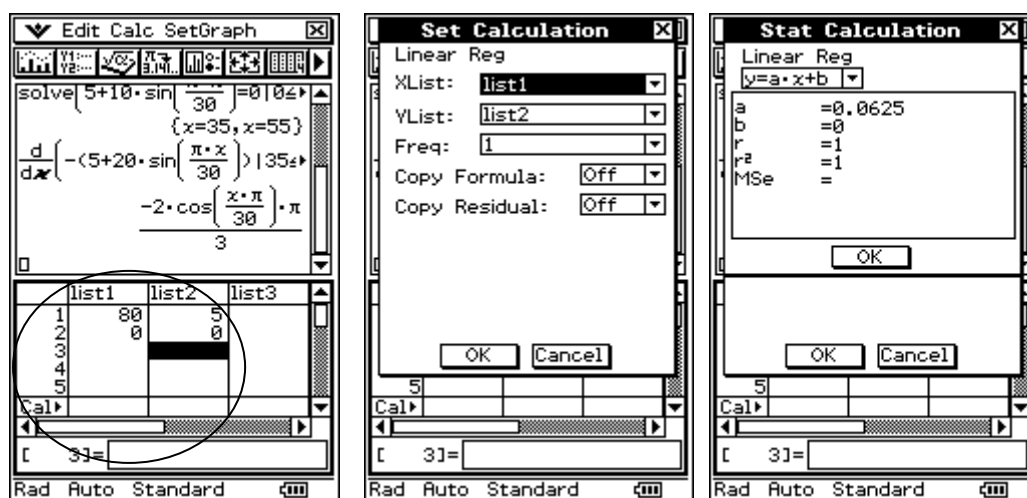 Edit Calc SetGraph
solve(5+10·sin(π·x/30)=0|0≤
{x=35,x=55}
d/dx(-(5+20·sin(π·x/30))|35≤
-2·cos(x·π/30)·π
3
list1 list2 list3
1 80 5
2 0 0
3
4
5
Cal
[ 3]=
Rad Auto Standard
Set Calculation
Linear Reg
XList: list1
YList: list2
Freq: 1
Copy Formula: Off
Copy Residual: Off
OK Cancel
5
Cal
[ 3]=
Rad Auto Standard
Stat Calculation
Linear Reg
y=a·x+b
a =0.0625
b =0
r =1
r² =1
MSe =
OK
OK Cancel
5
Cal
[ 3]=
Rad Auto Standard